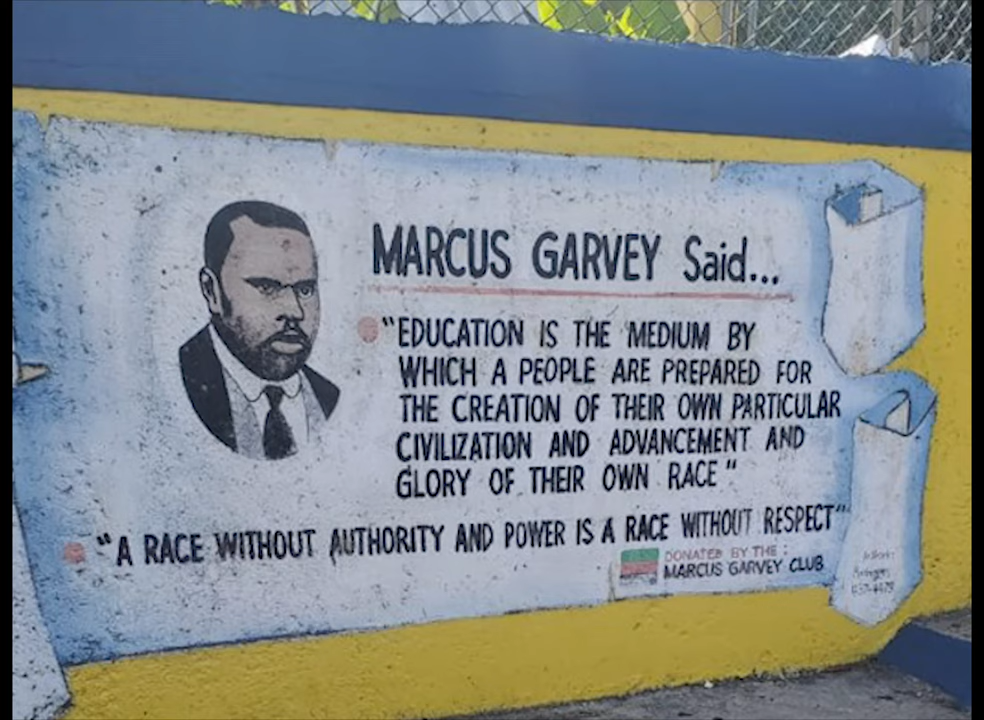 MARCUS GARVEY Said...
"EDUCATION IS THE MEDIUM BY
WHICH A PEOPLE ARE PREPARED FOR
THE CREATION OF THEIR OWN PARTICULAR
CIVILIZATION AND ADVANCEMENT AND
GLORY OF THEIR OWN RACE"
"A RACE WITHOUT AUTHORITY AND POWER IS A RACE WITHOUT RESPECT"
DONATED BY THE:
MARCUS GARVEY CLUB